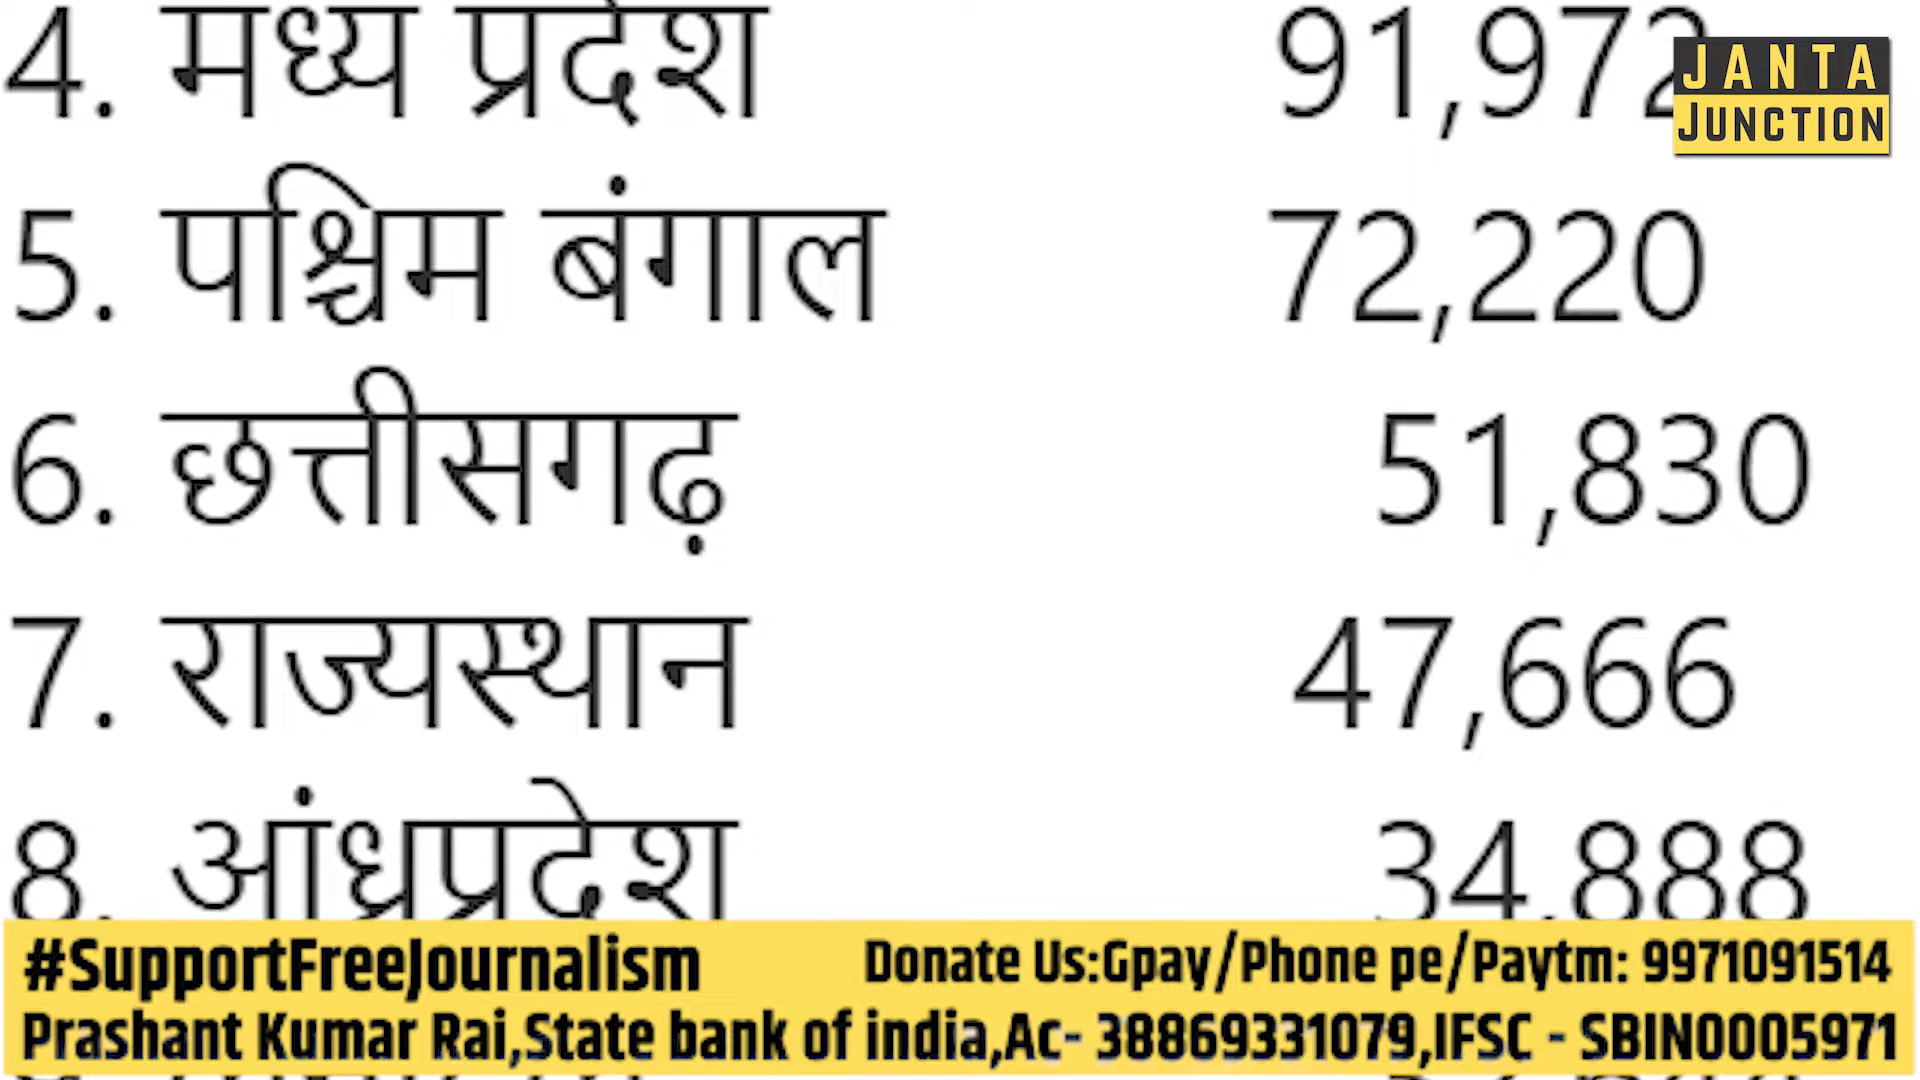 4. मध्य प्रदेश 91,972
JANTA
JUNCTION
5. पश्चिम बंगाल 72,220
6. छत्तीसगढ़ 51,830
7. राज्यस्थान 47,666
8. आंध्रप्रदेश 34,888
#SupportFreeJournalism Donate Us:Gpay/Phone pe/Paytm: 9971091514
Prashant Kumar Rai,State bank of india,Ac- 38869331079,IFSC - SBIN0005971